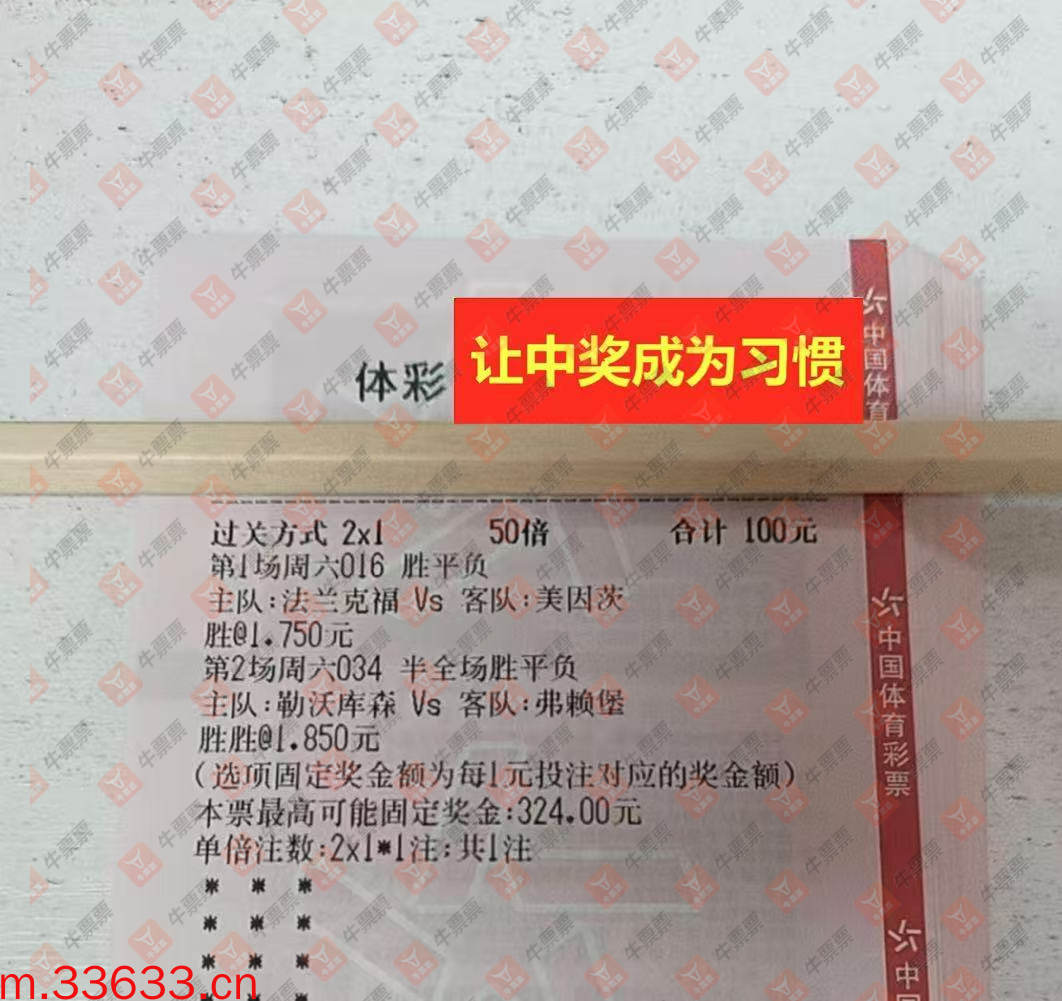 让中奖成为习惯
体彩
中国体育
过关方式 2x1 50倍 合计 100元
第1场周六016 胜平负
主队:法兰克福 Vs 客队:美因茨
胜@1.750元
第2场周六034 半全场胜平负
主队:勒沃库森 Vs 客队:弗赖堡
胜胜@1.850元
(选项固定奖金额为每1元投注对应的奖金额)
本票最高可能固定奖金:324.00元
单倍注数:2x1*1注;共1注
* * *
* * *
* * *
中国体育彩票
中
牛票票
m.33633.cn